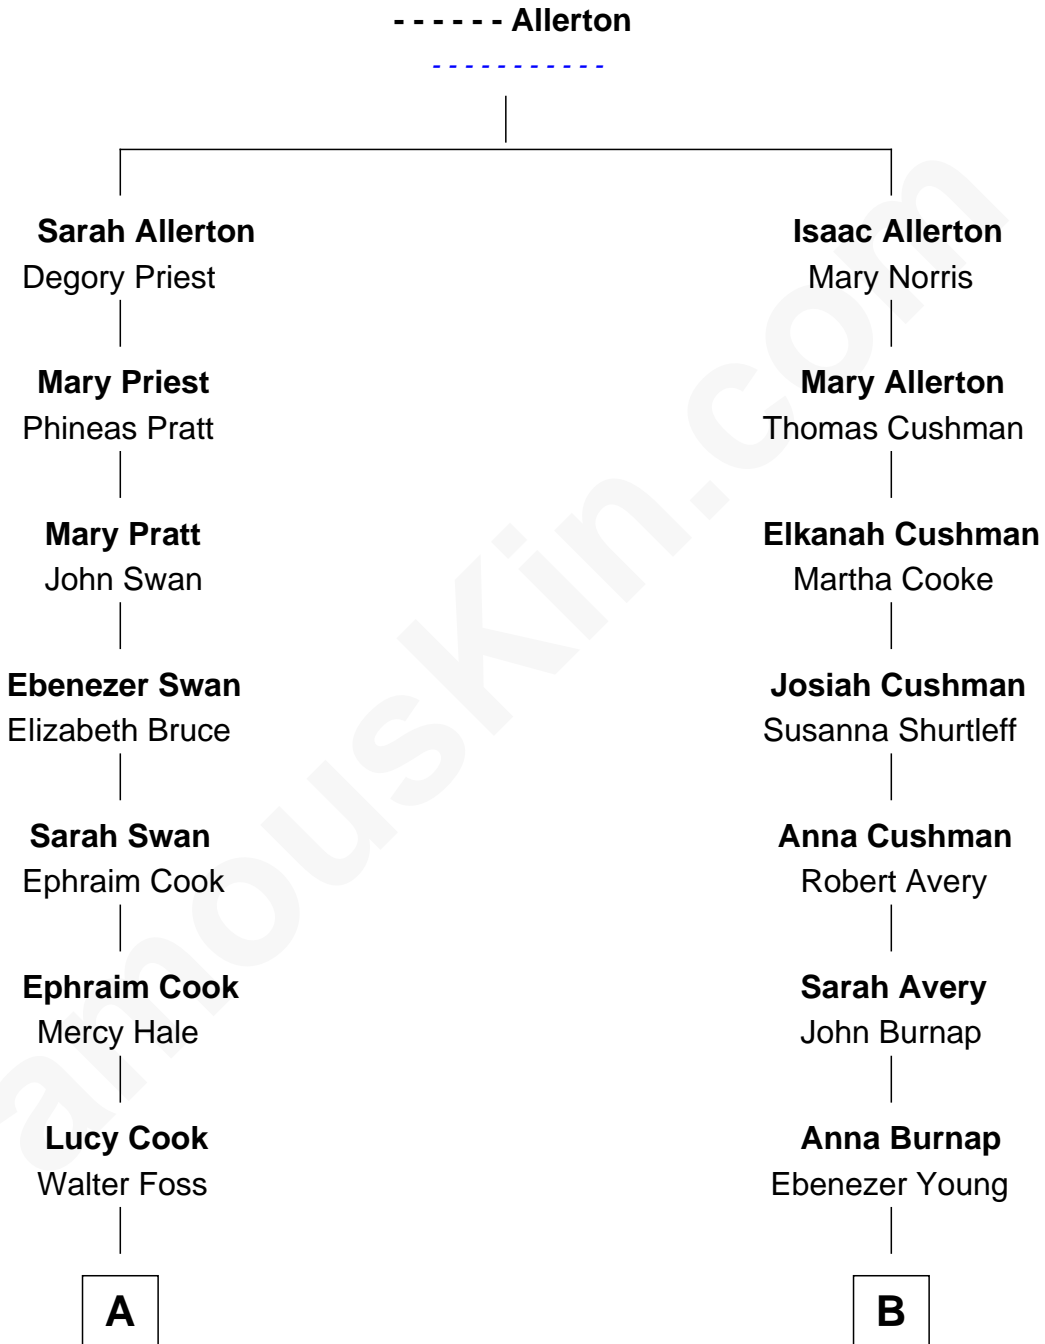 - - - - - - Allerton
- - - - - - - - - - -
Sarah Allerton
Degory Priest
Isaac Allerton
Mary Norris
Mary Priest
Phineas Pratt
Mary Allerton
Thomas Cushman
Mary Pratt
John Swan
Elkanah Cushman
Martha Cooke
Ebenezer Swan
Elizabeth Bruce
Josiah Cushman
Susanna Shurtleff
Sarah Swan
Ephraim Cook
Anna Cushman
Robert Avery
Ephraim Cook
Mercy Hale
Sarah Avery
John Burnap
Lucy Cook
Walter Foss
Anna Burnap
Ebenezer Young
A
B
amousKin.com